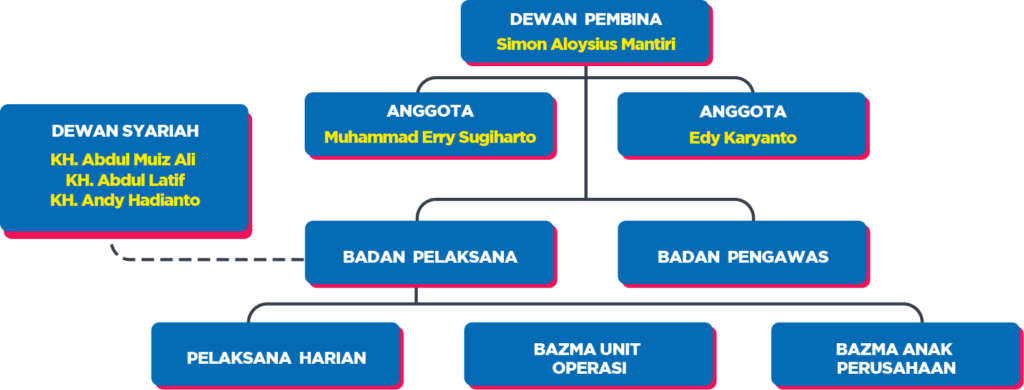 DEWAN PEMBINA
Simon Aloysius Mantiri
ANGGOTA
Muhammad Erry Sugiharto
ANGGOTA
Edy Karyanto
DEWAN SYARIAH
KH. Abdul Muiz Ali
KH. Abdul Latif
KH. Andy Hadianto
BADAN PELAKSANA
BADAN PENGAWAS
PELAKSANA HARIAN
BAZMA UNIT
OPERASI
BAZMA ANAK
PERUSAHAAN